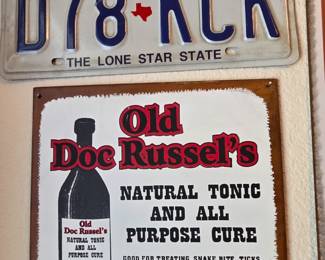 D78 KCK
THE LONE STAR STATE
Old
Doc Russel's
NATURAL TONIC
AND ALL
PURPOSE CURE
GOOD FOR TREATING SNAKE BITE, TICKS
Old
Doc Russel's
NATURAL TONIC
AND ALL
PURPOSE CURE